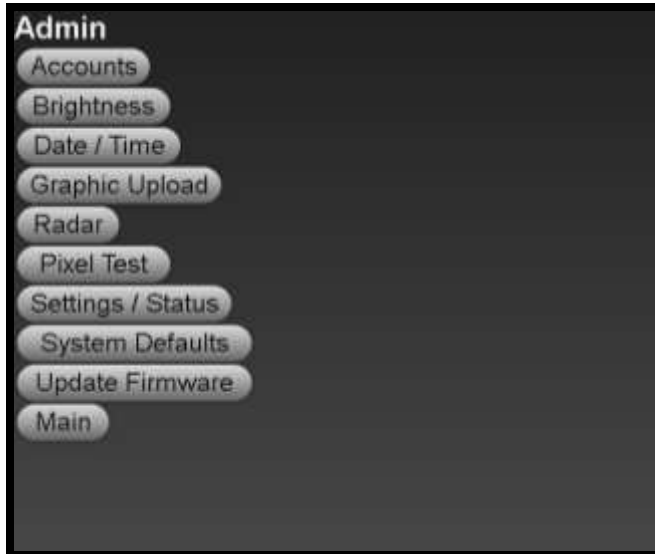 Admin
Accounts
Brightness
Date / Time
Graphic Upload
Radar
Pixel Test
Settings / Status
System Defaults
Update Firmware
Main